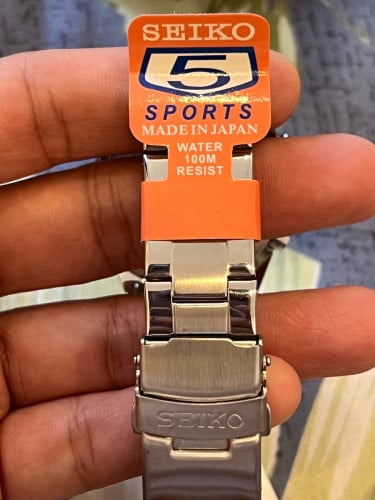 SEIKO
5
SPORTS
MADE IN JAPAN
WATER
100M
RESIST
SEIKO